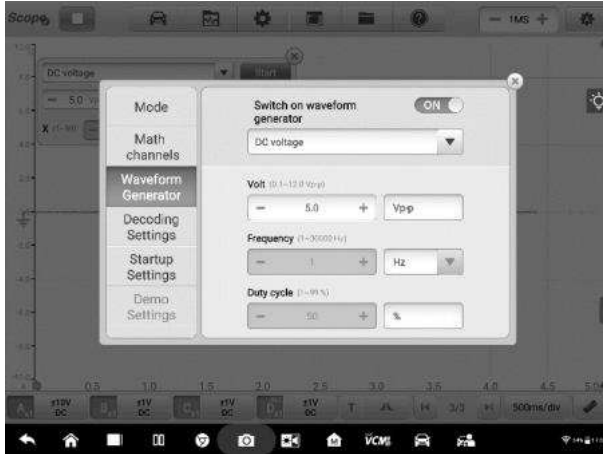 Scope
1MS
DC voltage
Start
5.0
Mode
Math
channels
Waveform
Generator
Decoding
Settings
Startup
Settings
Demo
Settings
Switch on waveform
generator
ON
DC voltage
Volt (0.1-12.0 Vp-p)
− 5.0 + Vp-p
Frequency (1-30000 Hz)
− 1 + Hz
Duty cycle (1-99 %)
− 50 + %
0.5 1.0 1.5 2.0 2.5 3.0 3.5 4.0 4.5
±10V
DC
±1V
DC
±1V
DC
±1V
DC
T
3/3
500ms/div
VCMI